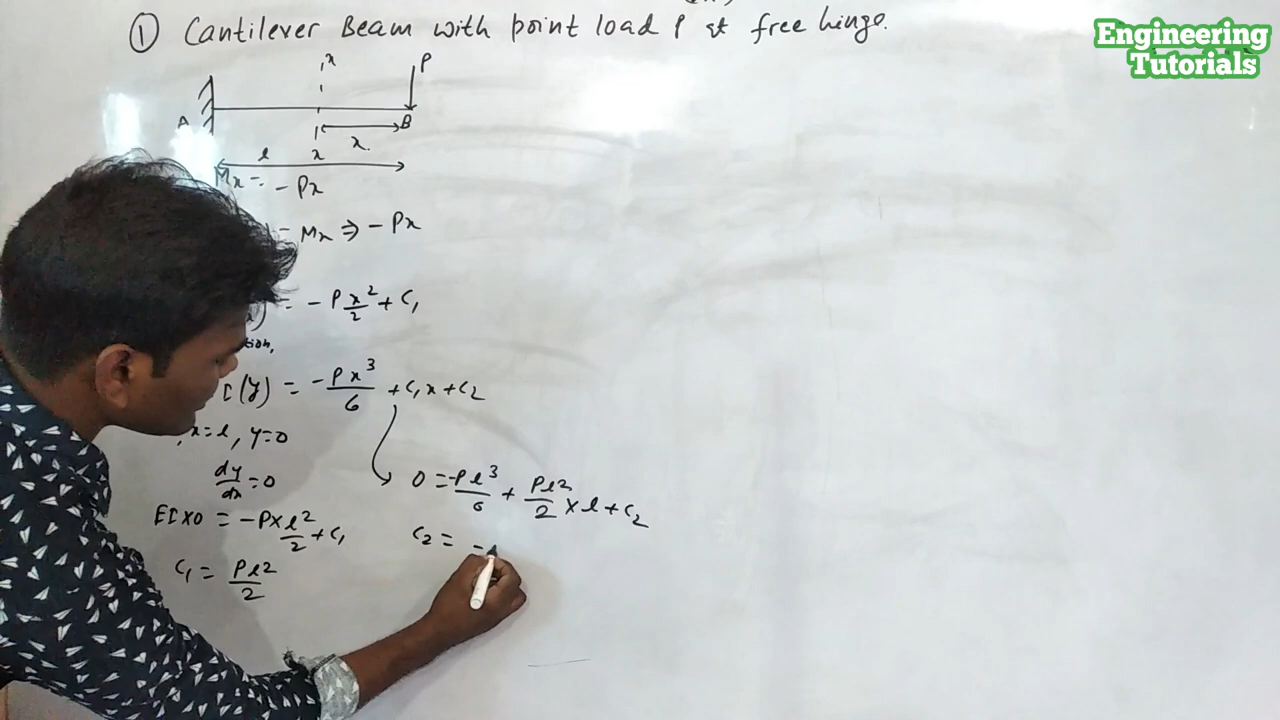 Engineering
Tutorials
① Cantilever Beam with point load P at free hinge.
x
P
A
B
x
x
l
Mx = - Px
= Mx ⇒ - Px
= - P x²/2 + C₁
(y) = -Px³/6 + C₁x + C₂
x=l, y=0
dy/dx = 0
0 = -Pl³/6 + Pl²/2 × l + C₂
EI×0 = -P×l²/2 + C₁
C₂ = -
C₁ = Pl²/2